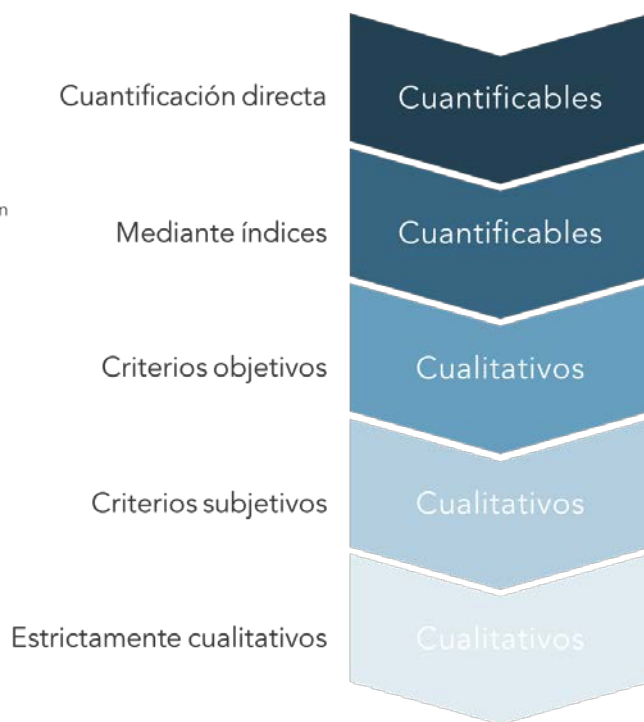 Cuantificación directa
Cuantificables
n
Mediante índices
Cuantificables
Criterios objetivos
Cualitativos
Criterios subjetivos
Cualitativos
Estrictamente cualitativos
Cualitativos